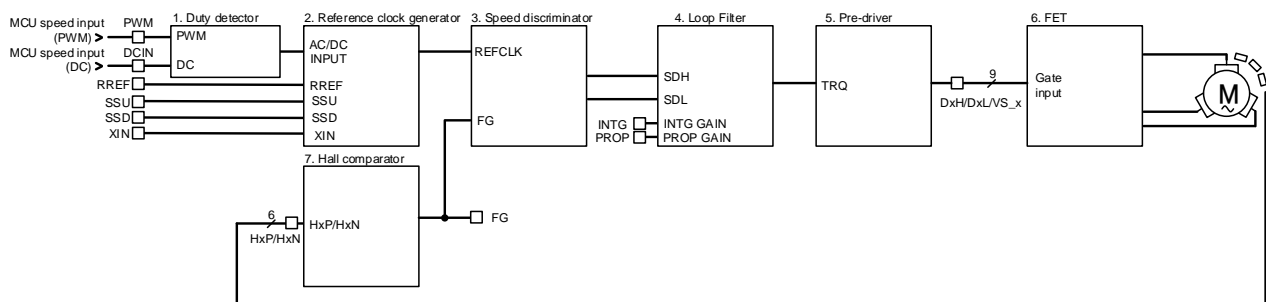 MCU speed input
(PWM)
PWM
MCU speed input
(DC)
DCIN
RREF
SSU
SSD
XIN
1. Duty detector
PWM
DC
2. Reference clock generator
AC/DC
INPUT
RREF
SSU
SSD
XIN
3. Speed discriminator
REFCLK
FG
4. Loop Filter
SDH
SDL
INTG
INTG GAIN
PROP
PROP GAIN
5. Pre-driver
TRQ
9
DxH/DxL/VS_x
6. FET
Gate
input
M
7. Hall comparator
6
HxP/HxN
HxP/HxN
FG